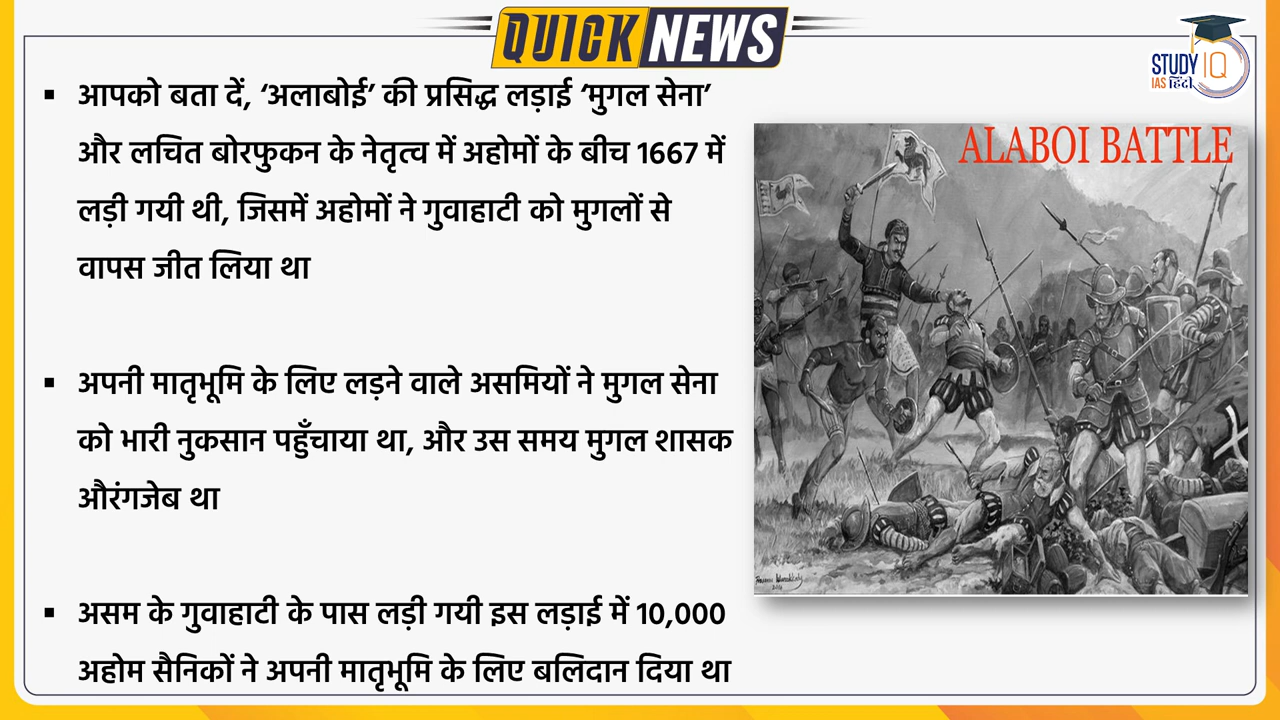 QUICK NEWS
STUDY IQ
IAS हिंदी
▪ आपको बता दें, ‘अलाबोई’ की प्रसिद्ध लड़ाई ‘मुगल सेना’
और लचित बोरफुकन के नेतृत्व में अहोमों के बीच 1667 में
लड़ी गयी थी, जिसमें अहोमों ने गुवाहाटी को मुगलों से
वापस जीत लिया था
▪ अपनी मातृभूमि के लिए लड़ने वाले असमियों ने मुगल सेना
को भारी नुकसान पहुँचाया था, और उस समय मुगल शासक
औरंगजेब था
▪ असम के गुवाहाटी के पास लड़ी गयी इस लड़ाई में 10,000
अहोम सैनिकों ने अपनी मातृभूमि के लिए बलिदान दिया था
ALABOI BATTLE